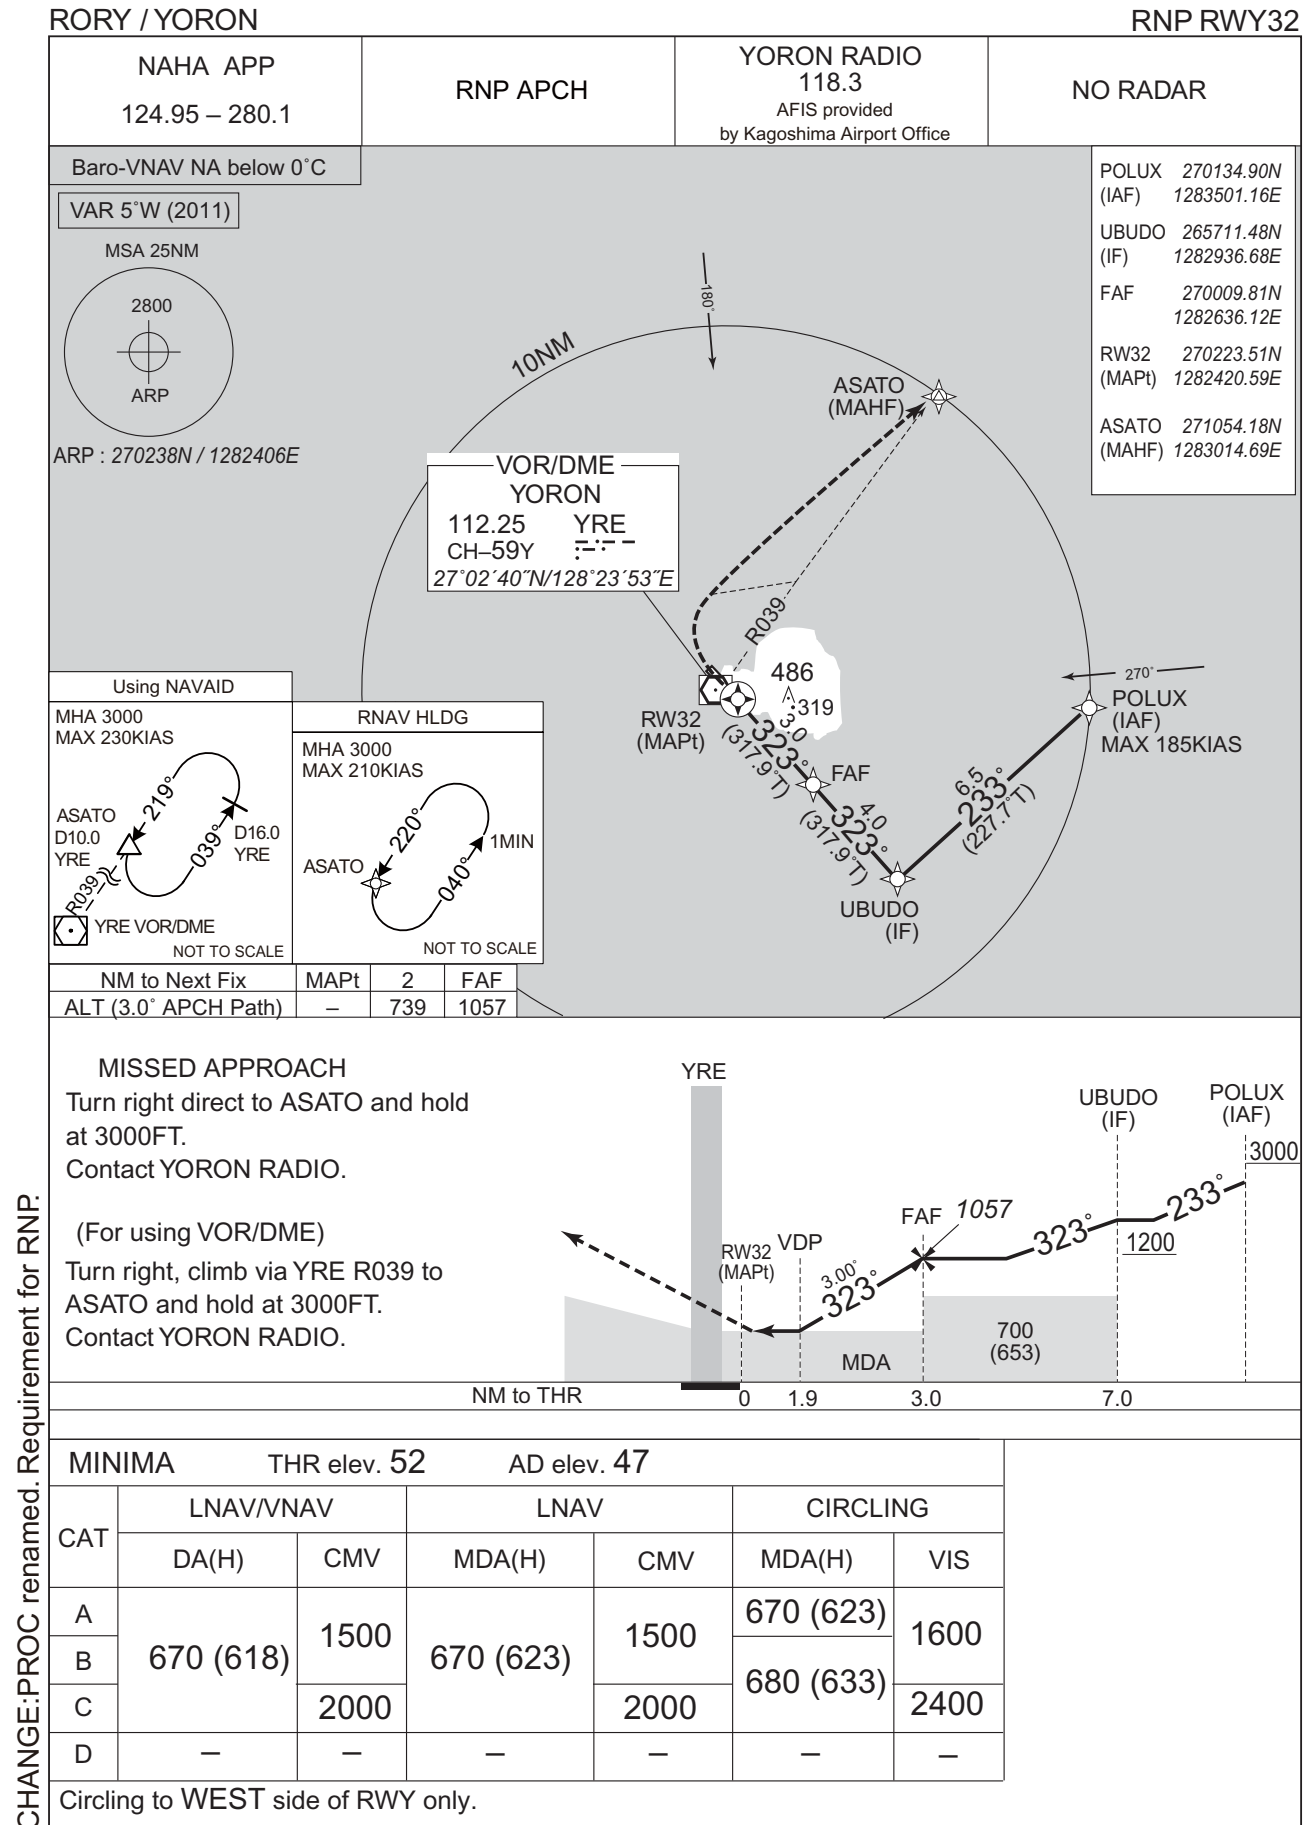 RORY / YORON
RNP RWY32
NAHA APP
124.95 – 280.1
RNP APCH
YORON RADIO
118.3
AFIS provided
by Kagoshima Airport Office
NO RADAR
Baro-VNAV NA below 0˚C
VAR 5˚W (2011)
MSA 25NM
2800
ARP
ARP : 270238N / 1282406E
POLUX 270134.90N
(IAF) 1283501.16E
UBUDO 265711.48N
(IF) 1282936.68E
FAF 270009.81N
1282636.12E
RW32 270223.51N
(MAPt) 1282420.59E
ASATO 271054.18N
(MAHF) 1283014.69E
180˚
10NM
ASATO
(MAHF)
VOR/DME
YORON
112.25 YRE
CH–59Y
27˚02´40˝N/128˚23´53˝E
R039
486
319
RW32
(MAPt)
3.0
323˚
(317.9˚T)
FAF
4.0
323˚
(317.9˚T)
UBUDO
(IF)
6.5
233˚
(227.7˚T)
270˚
POLUX
(IAF)
MAX 185KIAS
Using NAVAID
MHA 3000
MAX 230KIAS
219˚
039˚
ASATO
D10.0
YRE
D16.0
YRE
R039
YRE VOR/DME
NOT TO SCALE
RNAV HLDG
MHA 3000
MAX 210KIAS
220˚
040˚
1MIN
ASATO
NOT TO SCALE
NM to Next Fix MAPt 2 FAF
ALT (3.0˚ APCH Path) – 739 1057
MISSED APPROACH
Turn right direct to ASATO and hold
at 3000FT.
Contact YORON RADIO.
(For using VOR/DME)
Turn right, climb via YRE R039 to
ASATO and hold at 3000FT.
Contact YORON RADIO.
YRE
UBUDO
(IF)
POLUX
(IAF)
3000
233˚
1200
323˚
FAF 1057
RW32
(MAPt)
VDP
3.00˚
323˚
MDA
700
(653)
NM to THR 0 1.9 3.0 7.0
MINIMA THR elev. 52 AD elev. 47
CAT LNAV/VNAV LNAV CIRCLING
DA(H) CMV MDA(H) CMV MDA(H) VIS
A 670 (618) 1500 670 (623) 1500 670 (623) 1600
B 680 (633)
C 2000 2000 2400
D – – – – – –
Circling to WEST side of RWY only.
CHANGE:PROC renamed. Requirement for RNP.